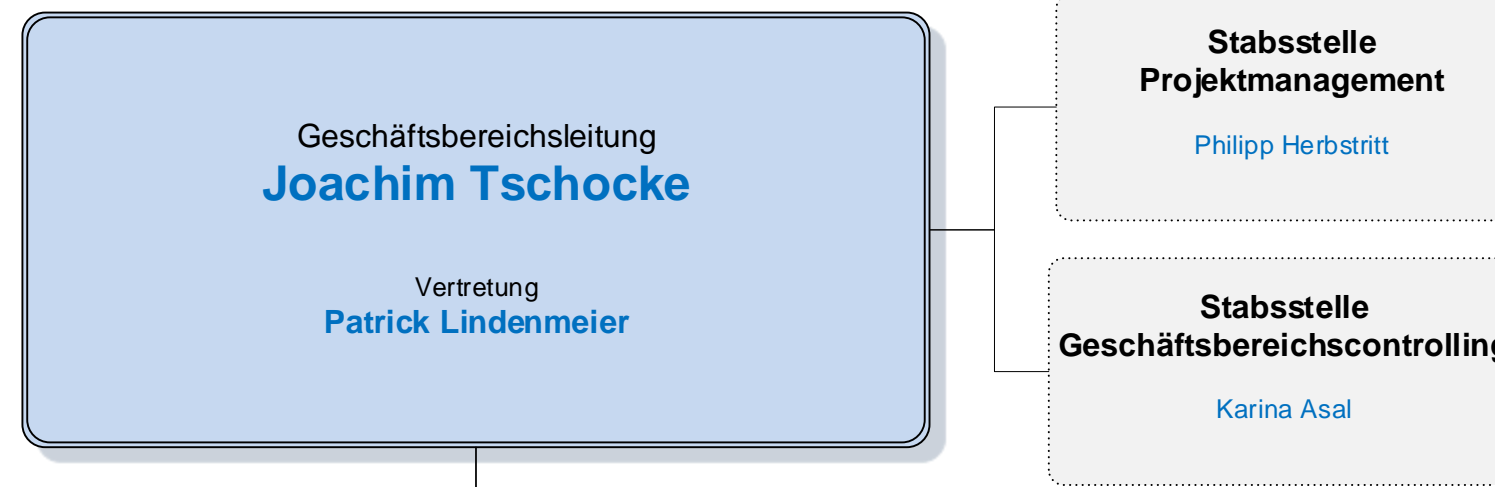 Geschäftsbereichsleitung
Joachim Tschocke
Vertretung
Patrick Lindenmeier
Stabsstelle
Projektmanagement
Philipp Herbstritt
Stabsstelle
Geschäftsbereichscontrolling
Karina Asal